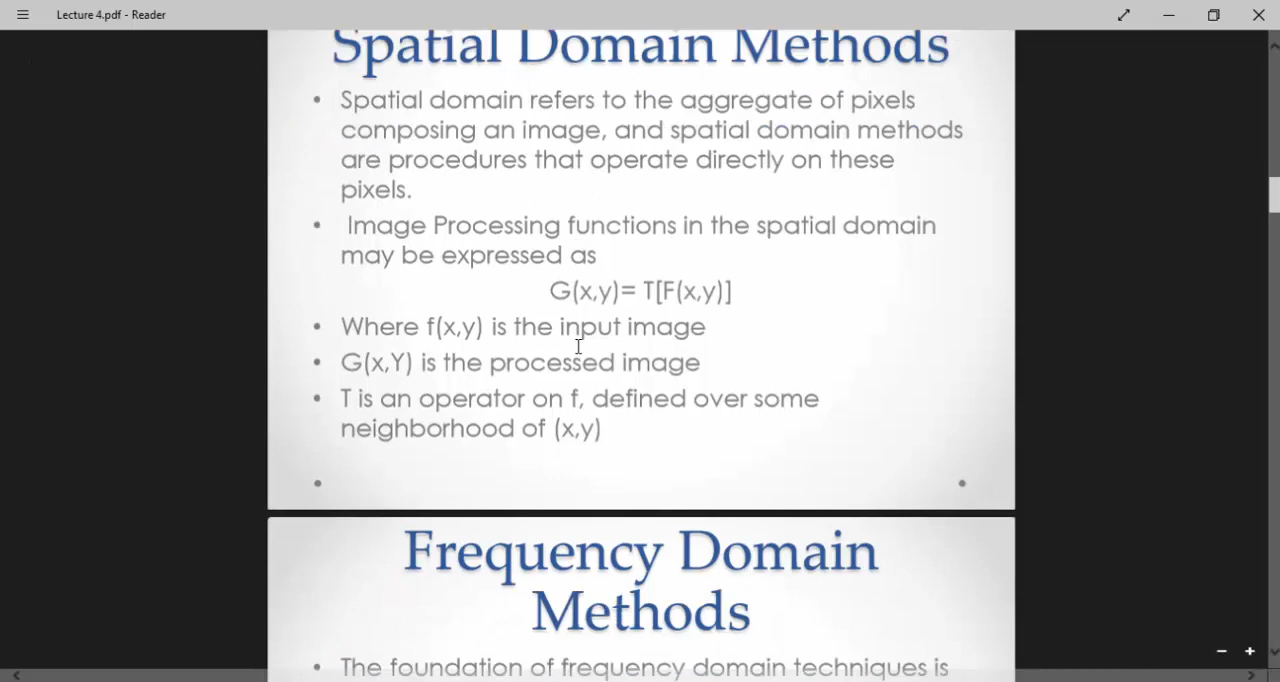 Lecture 4.pdf - Reader
Spatial Domain Methods
• Spatial domain refers to the aggregate of pixels
composing an image, and spatial domain methods
are procedures that operate directly on these
pixels.
• Image Processing functions in the spatial domain
may be expressed as
G(x,y)= T[F(x,y)]
• Where f(x,y) is the input image
• G(x,Y) is the processed image
• T is an operator on f, defined over some
neighborhood of (x,y)
Frequency Domain
Methods
• The foundation of frequency domain techniques is